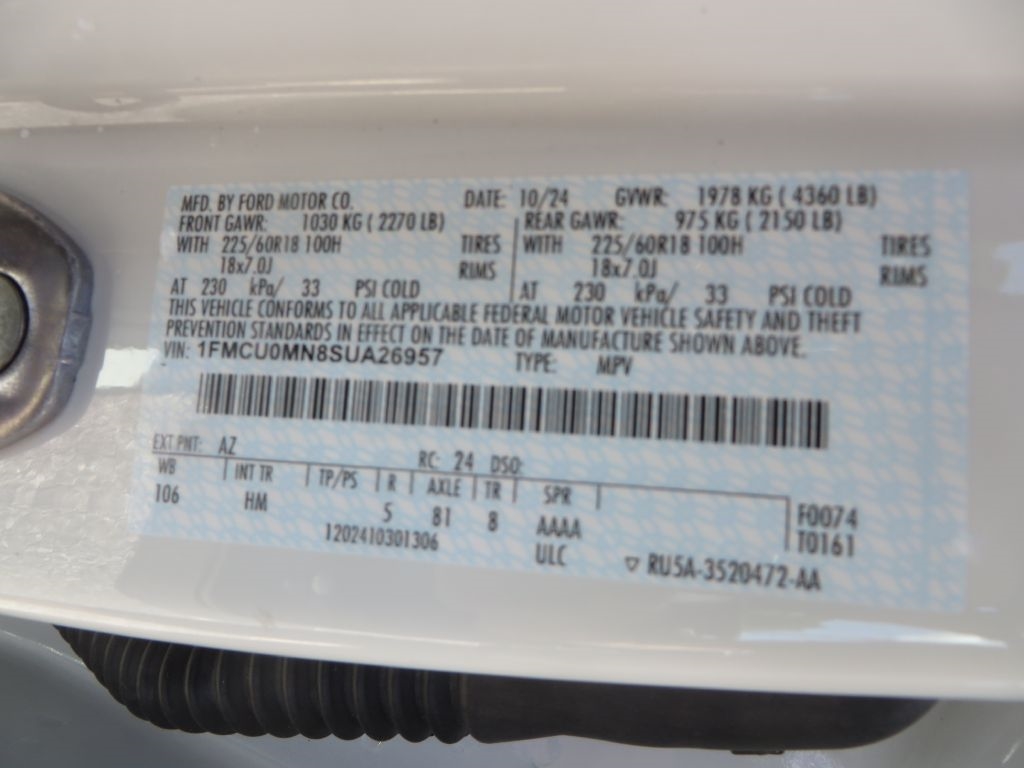 MFD. BY FORD MOTOR CO. DATE: 10/24 GVWR: 1978 KG ( 4360 LB)
FRONT GAWR: 1030 KG ( 2270 LB) REAR GAWR: 975 KG ( 2150 LB)
WITH 225/60R18 100H TIRES WITH 225/60R18 100H TIRES
18x7.0J RIMS 18x7.0J RIMS
AT 230 kPa/ 33 PSI COLD AT 230 kPa/ 33 PSI COLD
THIS VEHICLE CONFORMS TO ALL APPLICABLE FEDERAL MOTOR VEHICLE SAFETY AND THEFT
PREVENTION STANDARDS IN EFFECT ON THE DATE OF MANUFACTURE SHOWN ABOVE.
VIN: 1FMCU0MN8SUA26957 TYPE: MPV
EXT PNT: AZ RC: 24 DSO:
WB INT TR TP/PS R AXLE TR SPR
106 HM 5 81 8 AAAA F0074
1202410301306 ULC T0161
▽ RU5A-3520472-AA